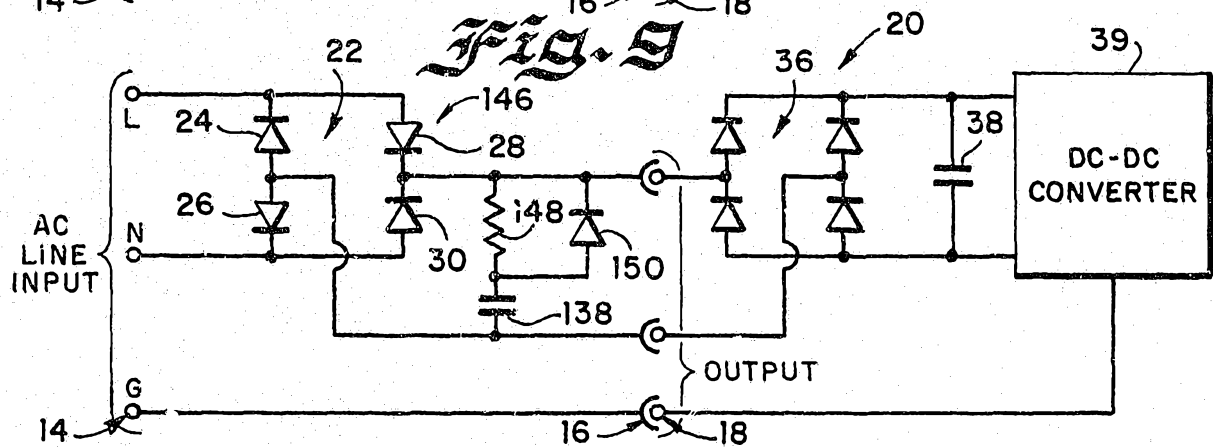 14
16
18
Fig. 9
20
39
22
36
L
146
24
28
38
DC-DC
CONVERTER
26
i48
AC
LINE
INPUT
N
30
150
138
OUTPUT
G
14
16
18